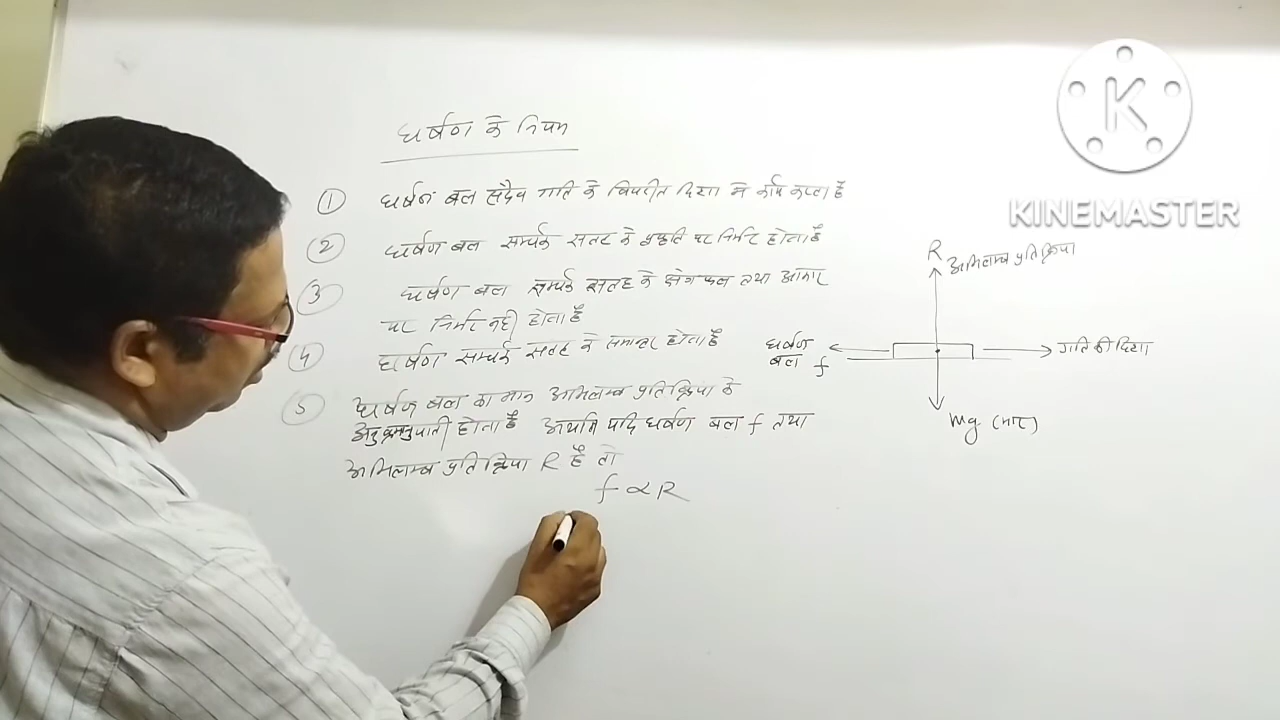 घर्षण के नियम
① घर्षण बल सदैव गति के विपरीत दिशा मे कार्य करता है
② घर्षण बल सम्पर्क सतह के प्रकृति पर निर्भर होता है
③ घर्षण बल सम्पर्क सतह के क्षेत्रफल तथा आकार
पर निर्भर नही होता है
④ घर्षण सम्पर्क सतह के समान्तर होता है
⑤ घर्षण बल का मान अभिलम्ब प्रतिक्रिया के
अनुक्रमानुपाती होता है अर्थात यदि घर्षण बल f तथा
अभिलम्ब प्रतिक्रिया R है तो
f ∝ R
R अभिलम्ब प्रतिक्रिया
घर्षण
बल f
गति की दिशा
mg (भार)
KINEMASTER